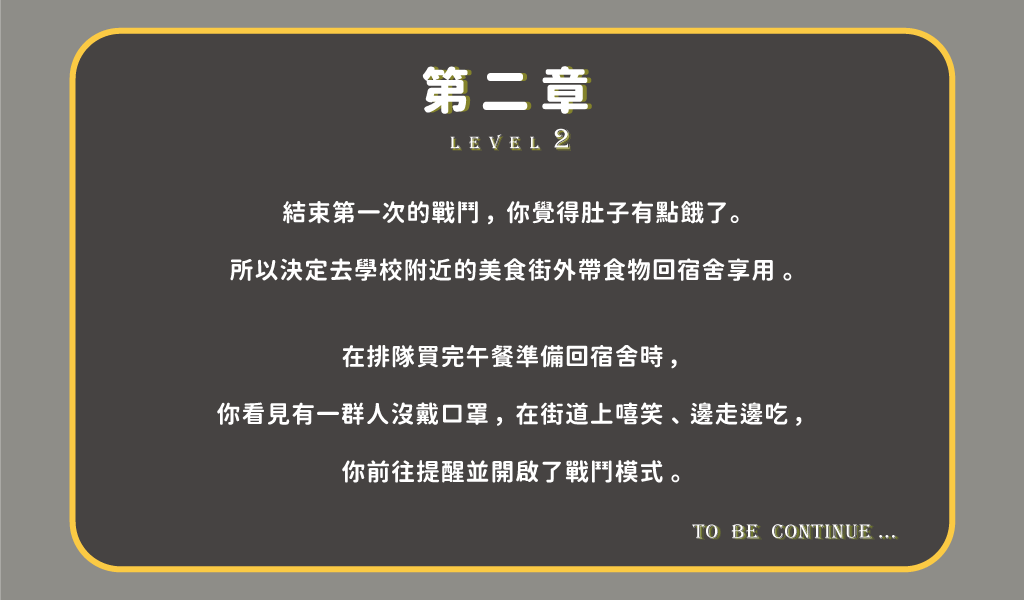 第二章
LEVEL 2
結束第一次的戰鬥，你覺得肚子有點餓了。
所以決定去學校附近的美食街外帶食物回宿舍享用。
在排隊買完午餐準備回宿舍時，
你看見有一群人沒戴口罩，在街道上嘻笑、邊走邊吃，
你前往提醒並開啟了戰鬥模式。
TO BE CONTINUE ...